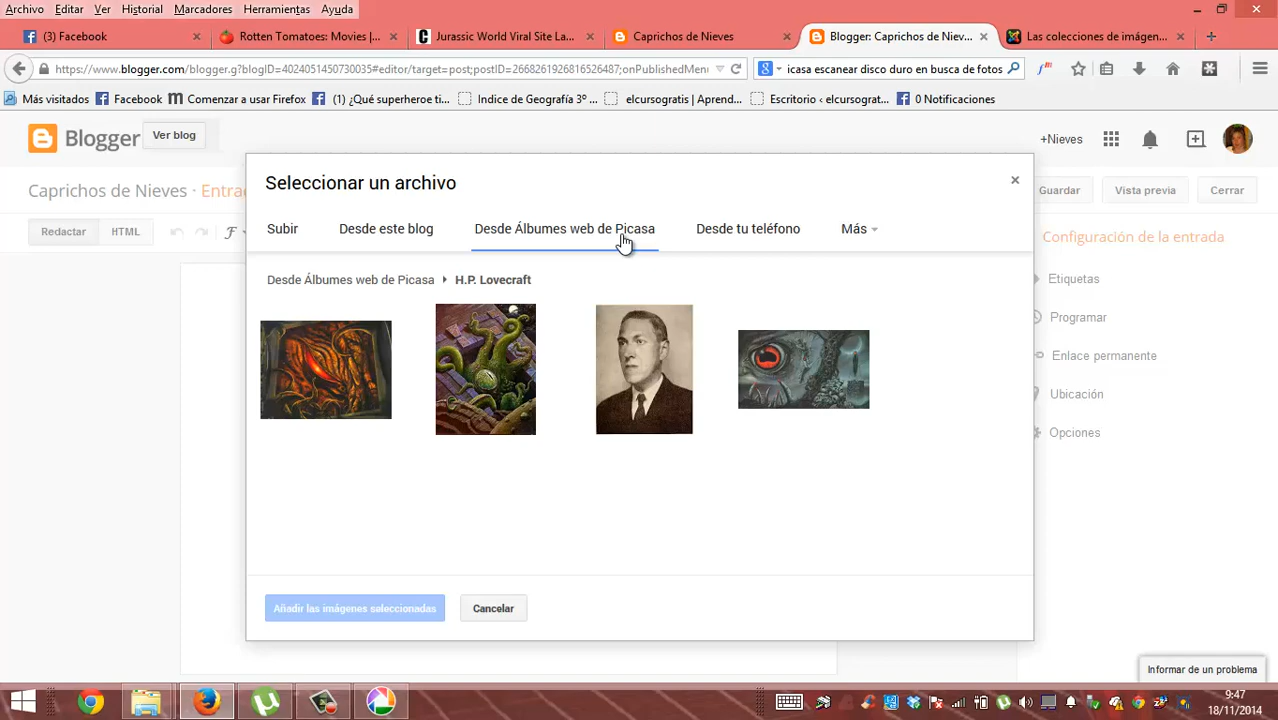 Archivo Editar Ver Historial Marcadores Herramientas Ayuda
(3) Facebook Rotten Tomatoes: Movies |... Jurassic World Viral Site La... Caprichos de Nieves Blogger: Caprichos de Niev... Las colecciones de imágen...
https://www.blogger.com/blogger.g?blogID=4024051450730035#editor/target=post;postID=2668261926816526487;onPublishedMenu icasa escanear disco duro en busca de fotos
Más visitados Facebook Comenzar a usar Firefox (1) ¿Qué superheroe ti... Indice de Geografía 3º ... elcursogratis | Aprend... Escritorio ‹ elcursograt... 0 Notificaciones
Blogger Ver blog +Nieves
Seleccionar un archivo
Caprichos de Nieves · Entra Guardar Vista previa Cerrar
Subir Desde este blog Desde Álbumes web de Picasa Desde tu teléfono Más
Redactar HTML
Configuración de la entrada
Desde Álbumes web de Picasa H.P. Lovecraft
Etiquetas
Programar
Enlace permanente
Ubicación
Opciones
Añadir las imágenes seleccionadas Cancelar
Informar de un problema
9:47
18/11/2014